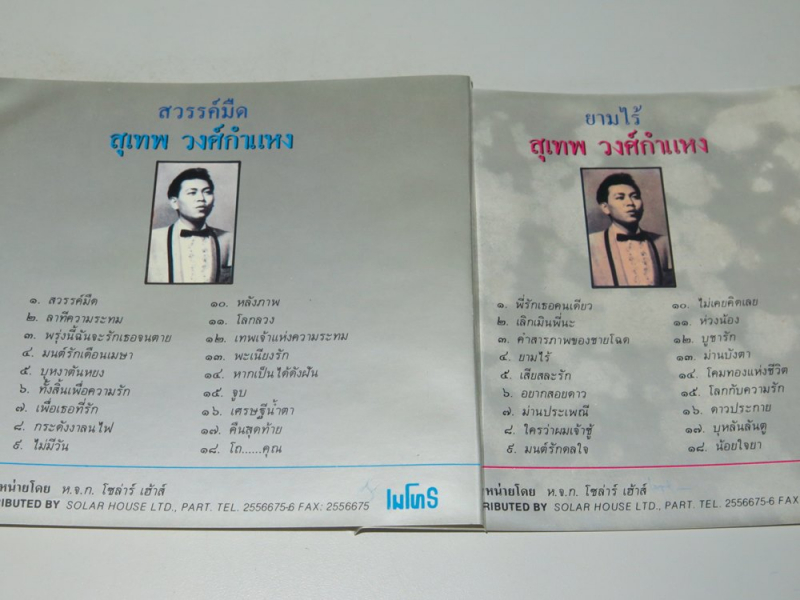 สวรรค์มืด
สุเทพ วงศ์กำแหง
๑. สวรรค์มืด
๒. ลาทีความระทม
๓. พรุ่งนี้ฉันจะรักเธอจนตาย
๔. มนต์รักเดือนเมษา
๕. บุหงาตันหยง
๖. ทั้งสิ้นเพื่อความรัก
๗. เพื่อเธอที่รัก
๘. กระดังงาลนไฟ
๙. ไม่มีวัน
๑๐. หลังภาพ
๑๑. โลกลวง
๑๒. เทพเจ้าแห่งความระทม
๑๓. พะเนียงรัก
๑๔. หากเป็นได้ดังฝัน
๑๕. จูบ
๑๖. เศรษฐีน้ำตา
๑๗. คืนสุดท้าย
๑๘. โถ......คุณ
หน่ายโดย ห.จ.ก. โซล่าร์ เฮ้าส์
RIBUTED BY SOLAR HOUSE LTD., PART. TEL. 2556675-6 FAX: 2556675
เมโทร
ยามไร้
สุเทพ วงศ์กำแหง
๑. พี่รักเธอคนเดียว
๒. เลิกเมินพี่นะ
๓. คำสารภาพของชายโฉด
๔. ยามไร้
๕. เสียสละรัก
๖. อยากสอยดาว
๗. ม่านประเพณี
๘. ใครว่าผมเจ้าชู้
๙. มนต์รักดลใจ
๑๐. ไม่เคยคิดเลย
๑๑. ห่วงน้อง
๑๒. บูชารัก
๑๓. ม่านบังตา
๑๔. โคมทองแห่งชีวิต
๑๕. โลกกับความรัก
๑๖. ดาวประกาย
๑๗. บุหลันลันตู
๑๘. น้อยใจยา
หน่ายโดย ห.จ.ก. โซล่าร์ เฮ้าส์
RIBUTED BY SOLAR HOUSE LTD., PART. TEL. 2556675-6 FAX